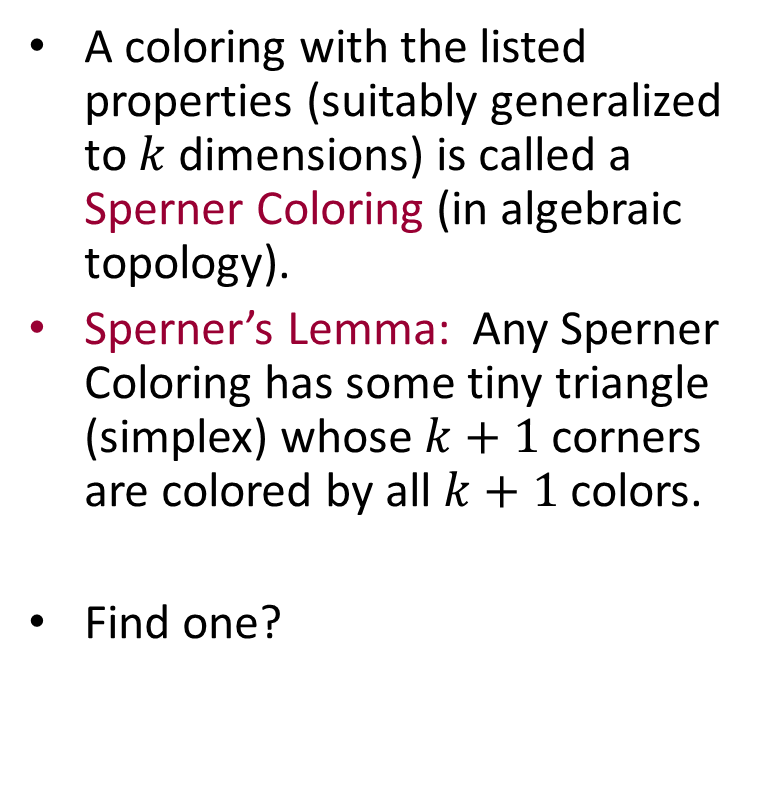 • A coloring with the listed
properties (suitably generalized
to k dimensions) is called a
Sperner Coloring (in algebraic
topology).
• Sperner’s Lemma: Any Sperner
Coloring has some tiny triangle
(simplex) whose k + 1 corners
are colored by all k + 1 colors.
• Find one?